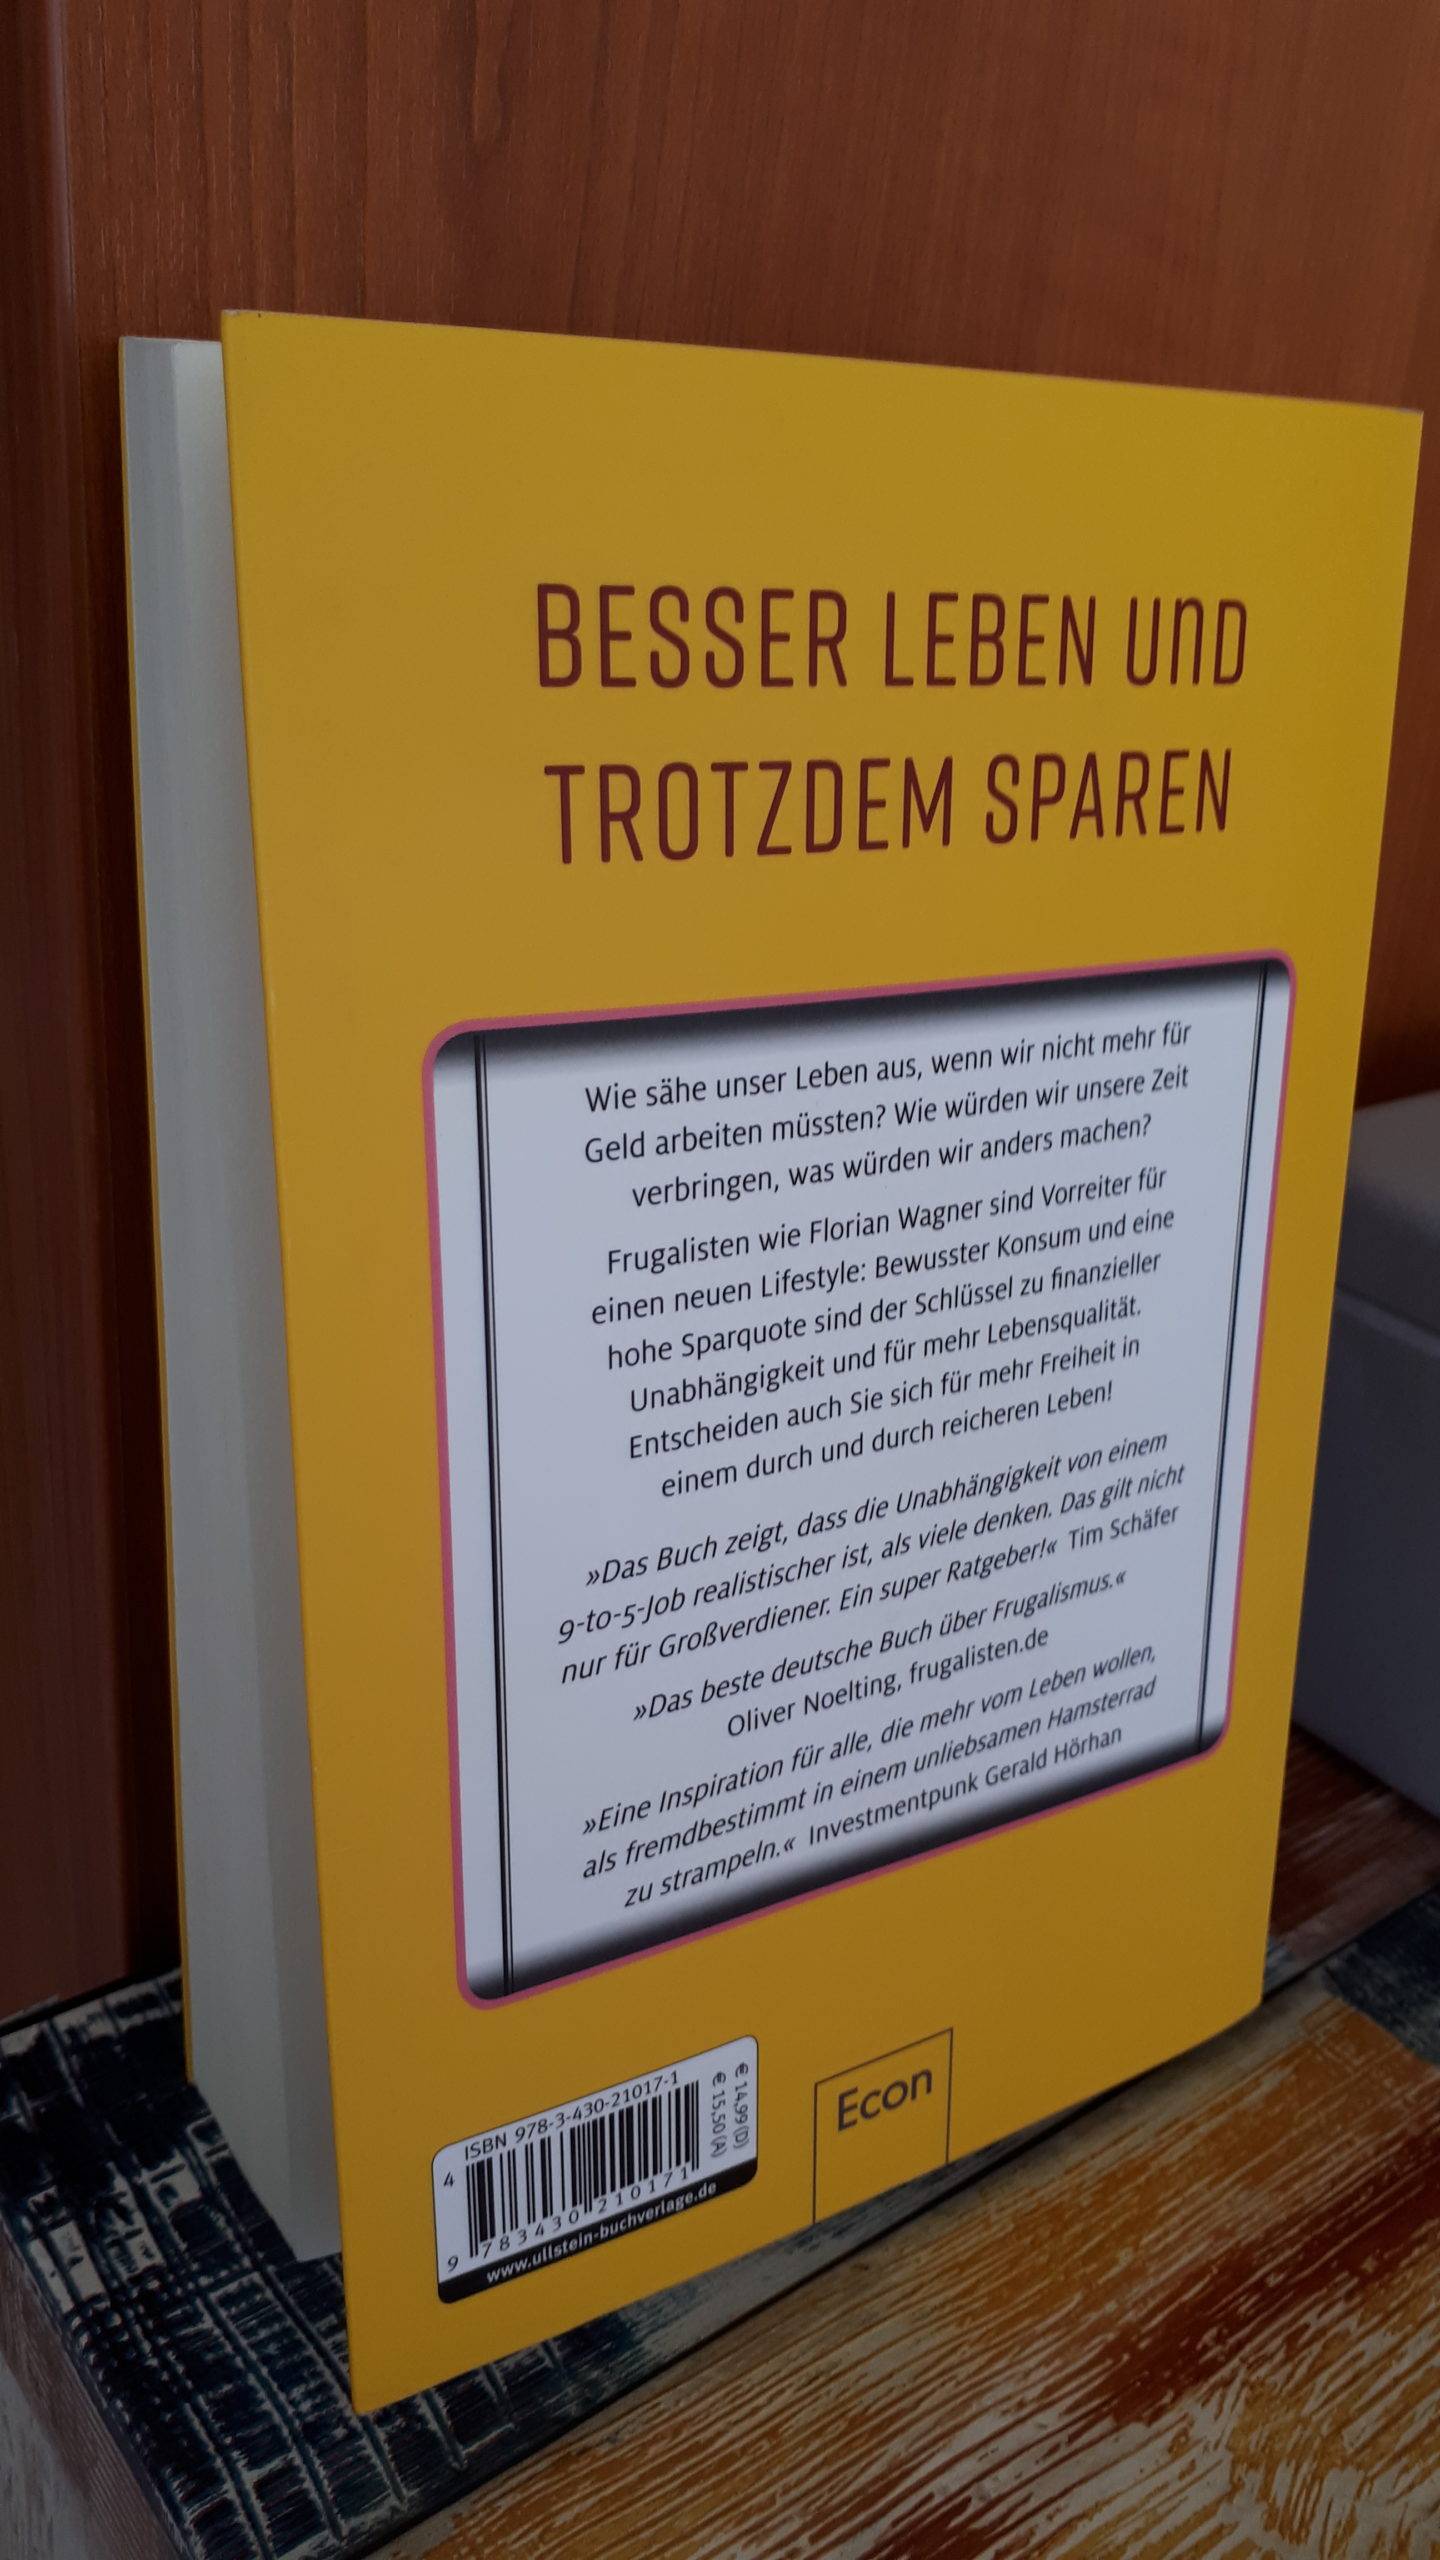 BESSER LEBEN UND
TROTZDEM SPAREN
Wie sähe unser Leben aus, wenn wir nicht mehr für
Geld arbeiten müssten? Wie würden wir unsere Zeit
verbringen, was würden wir anders machen?
Frugalisten wie Florian Wagner sind Vorreiter für
einen neuen Lifestyle: Bewusster Konsum und eine
hohe Sparquote sind der Schlüssel zu finanzieller
Unabhängigkeit und für mehr Lebensqualität.
Entscheiden auch Sie sich für mehr Freiheit in
einem durch und durch reicheren Leben!
»Das Buch zeigt, dass die Unabhängigkeit von einem
9-to-5-Job realistischer ist, als viele denken. Das gilt nicht
nur für Großverdiener. Ein super Ratgeber!« Tim Schäfer
»Das beste deutsche Buch über Frugalismus.«
Oliver Noelting, frugalisten.de
»Eine Inspiration für alle, die mehr vom Leben wollen,
als fremdbestimmt in einem unliebsamen Hamsterrad
zu strampeln.« Investmentpunk Gerald Hörhan
ISBN 978-3-430-21017-1
4
9 783430 210171
€ 14,99 (D)
€ 15,50 (A)
www.ullstein-buchverlage.de
Econ